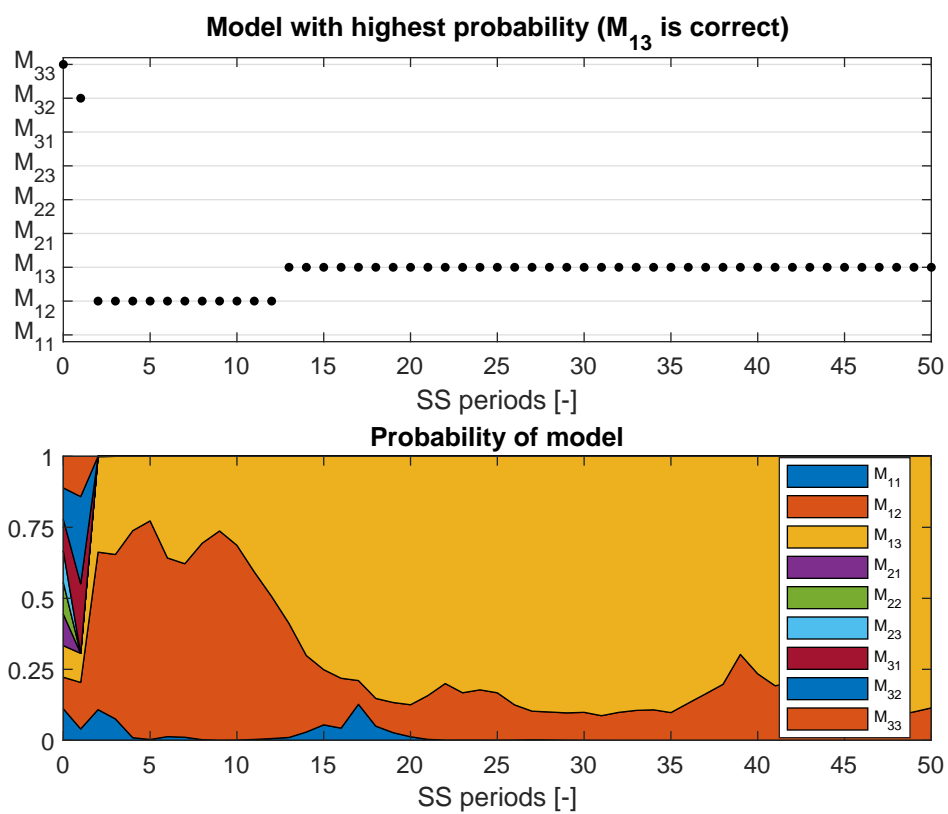 Model with highest probability (M13 is correct)
M33
M32
M31
M23
M22
M21
M13
M12
M11
0 5 10 15 20 25 30 35 40 45 50
SS periods [-]
Probability of model
1
0.75
0.5
0.25
0
M11
M12
M13
M21
M22
M23
M31
M32
M33
0 5 10 15 20 25 30 35 40 45 50
SS periods [-]